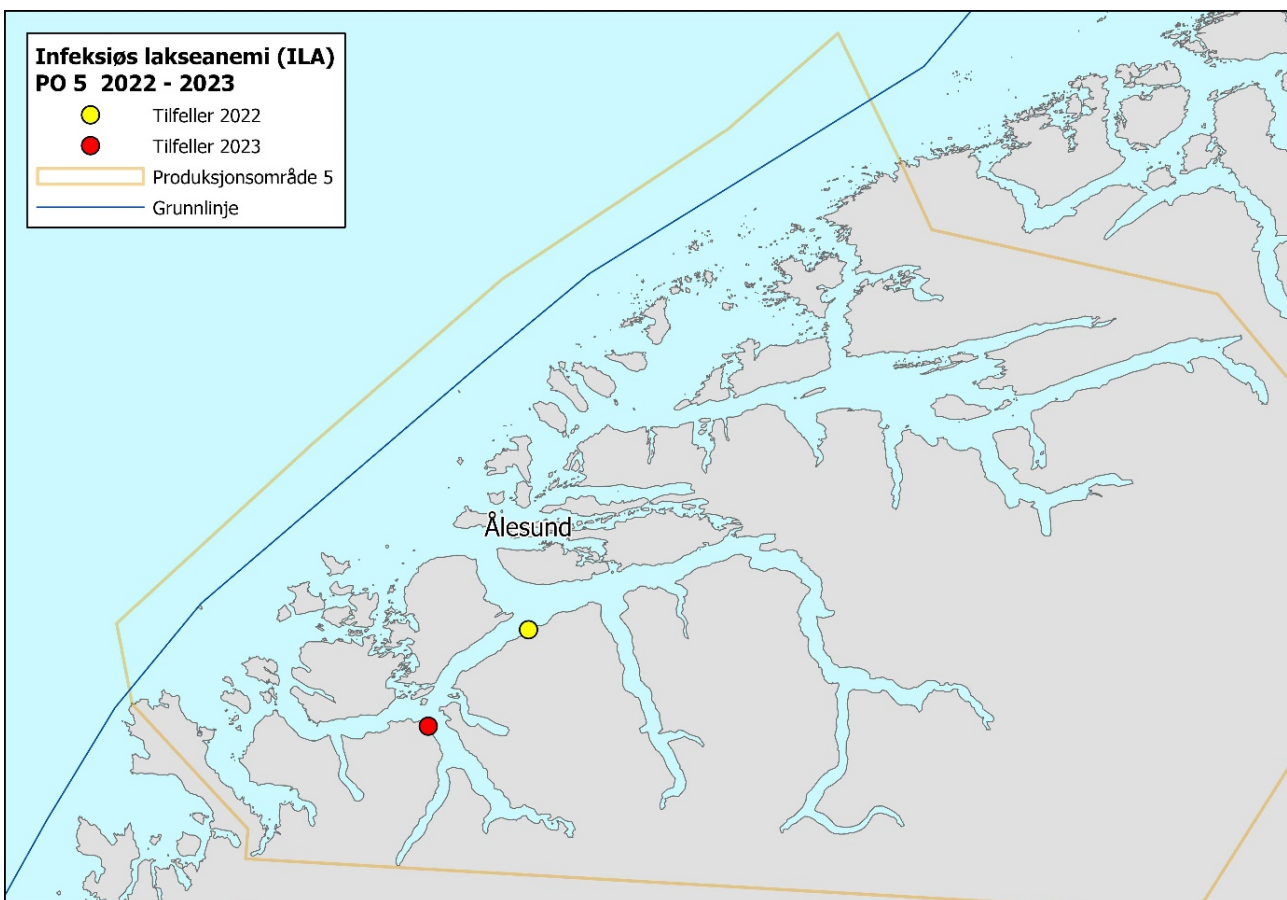 Infeksiøs lakseanemi (ILA)
PO 5 2022 - 2023
Tilfeller 2022
Tilfeller 2023
Produksjonsområde 5
Grunnlinje
Ålesund